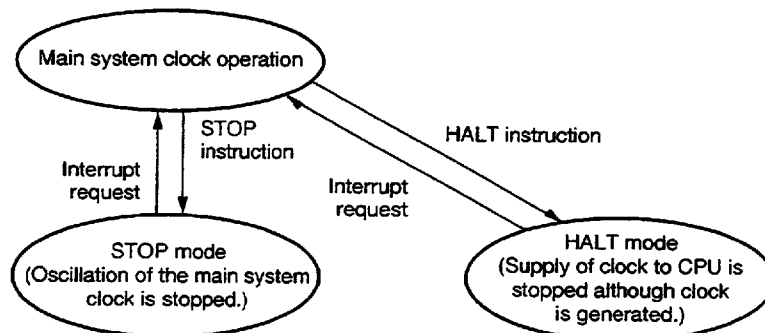 Main system clock operation
STOP
instruction
HALT instruction
Interrupt
request
Interrupt
request
STOP mode
(Oscillation of the main system
clock is stopped.)
HALT mode
(Supply of clock to CPU is
stopped although clock
is generated.)